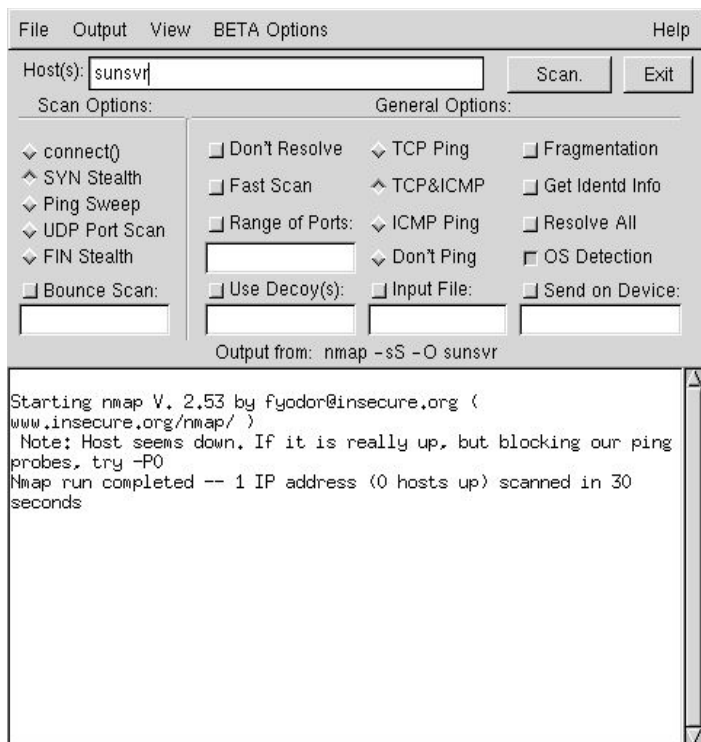 File Output View BETA Options Help
Host(s): sunsvr Scan. Exit
Scan Options: General Options:
connect() Don't Resolve TCP Ping Fragmentation
SYN Stealth Fast Scan TCP&ICMP Get Identd Info
Ping Sweep Range of Ports: ICMP Ping Resolve All
UDP Port Scan
FIN Stealth Don't Ping OS Detection
Bounce Scan: Use Decoy(s): Input File: Send on Device:
Output from: nmap -sS -O sunsvr
Starting nmap V. 2.53 by fyodor@insecure.org (
www.insecure.org/nmap/ )
Note: Host seems down. If it is really up, but blocking our ping
probes, try -P0
Nmap run completed -- 1 IP address (0 hosts up) scanned in 30
seconds